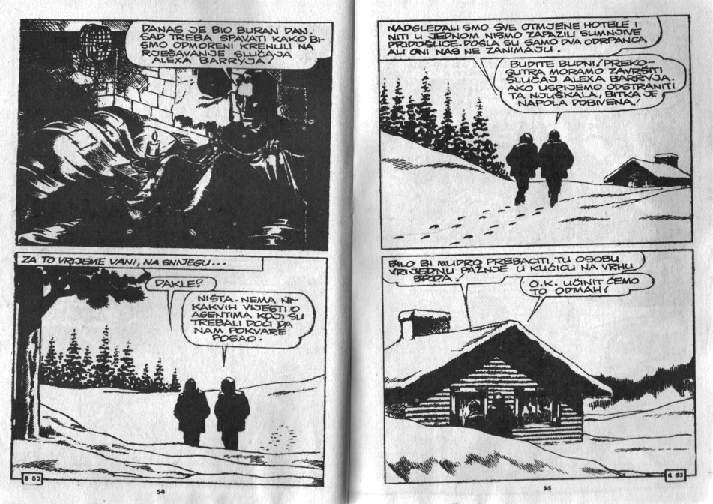 DANAS JE BIO BURAN DAN.
SAD TREBA SPAVATI KAKO BI-
SMO ODMORENI KRENULI NA
RJEŠAVANJE SLUČAJA
ALEXA BARRYJA!
ZA TO VRIJEME VANI, NA SNIJEGU...
DAKLE?
NIŠTA. NEMA NI-
KAKVIH VIJESTI O
AGENTIMA KOJI SU
TREBALI DOĆI DA
NAM POKVARE
POSAO.
B 03
54
NADGLEDALI SMO SVE OTMJENE HOTELE I
NITI U JEDNOM NISMO ZAPAZILI SUMNJIVE
PRIDOŠLICE. DOŠLA SU SAMO DVA ODRPANCA
ALI ONI NAS NE ZANIMAJU.
BUDITE BUDNI! PREKO-
SUTRA MORAMO ZAVRŠITI
SLUČAJ ALEXA BARRYJA.
AKO USPIJEMO ODSTRANITI
TA NJUŠKALA, BITKA JE
NAPOLA DOBIVENA!
BILO BI MUDRO PREBACITI, TU OSOBU
VRIJEDNU PAŽNJE U KUĆICU NA VRHU
BRDA!
O.K. UČINIT ĆEMO
TO ODMAH!
B 03
55